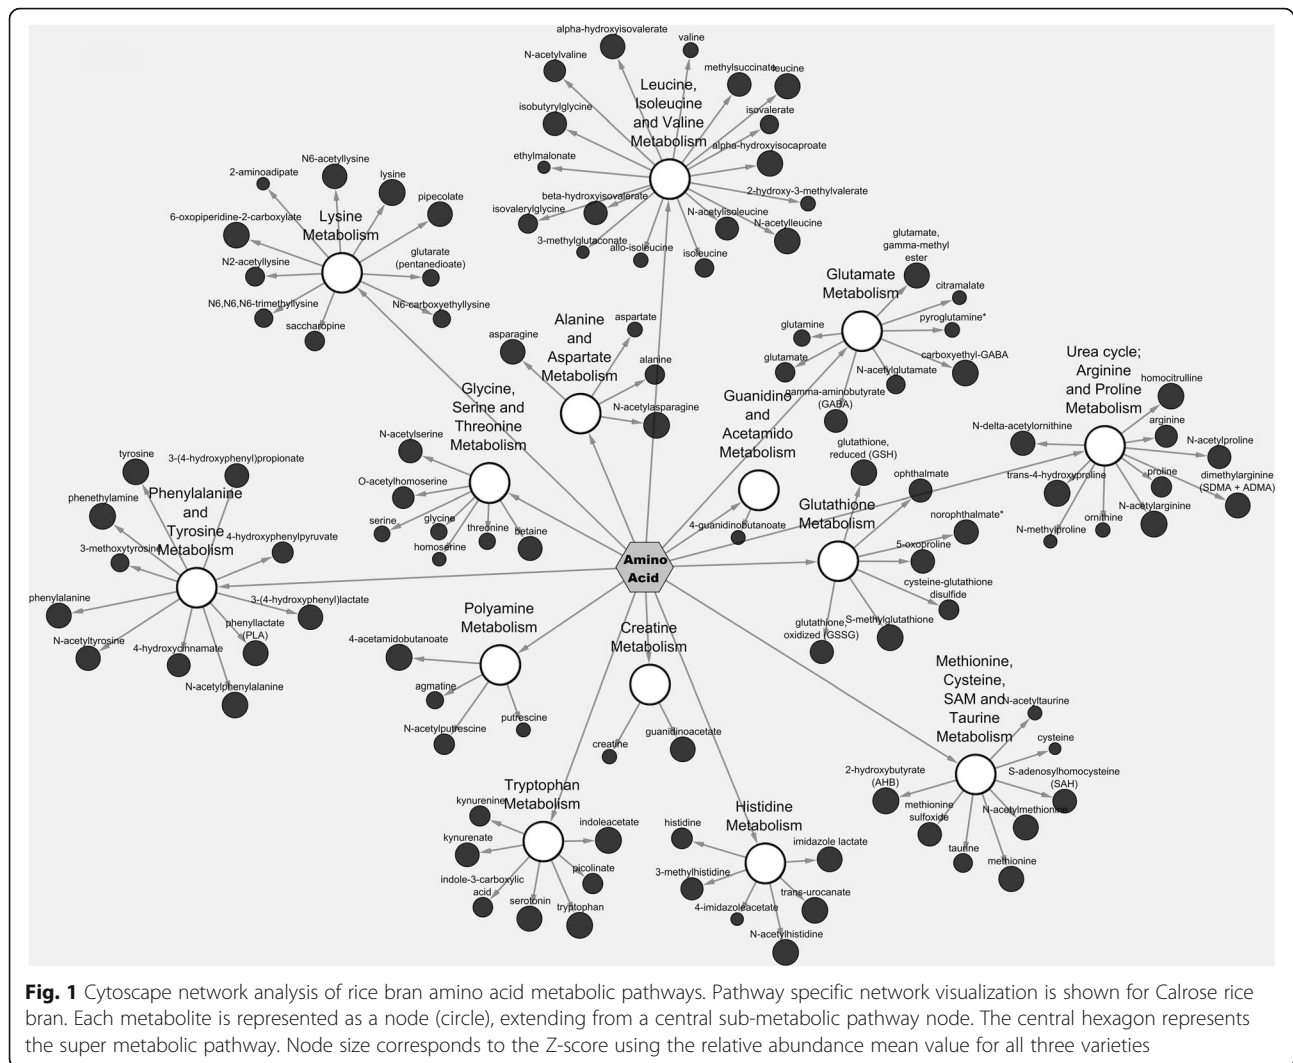 alpha-hydroxyisovalerate
valine
N-acetylvaline
methylsuccinate
leucine
Leucine,
Isoleucine
and Valine
Metabolism
isobutyrylglycine
isovalerate
alpha-hydroxyisocaproate
ethylmalonate
2-hydroxy-3-methylvalerate
beta-hydroxyisovalerate
isovalerylglycine
N-acetylisoleucine
N-acetylleucine
3-methylglutaconate
allo-isoleucine
isoleucine
N6-acetyllysine
2-aminoadipate
lysine
pipecolate
6-oxopiperidine-2-carboxylate
Lysine
Metabolism
glutarate
(pentanedioate)
N2-acetyllysine
N6,N6,N6-trimethyllysine
N6-carboxyethyllysine
saccharopine
glutamate,
gamma-methyl
ester
Glutamate
Metabolism
citramalate
glutamine
pyroglutamine*
glutamate
carboxyethyl-GABA
N-acetylglutamate
gamma-aminobutyrate
(GABA)
Alanine
and
Aspartate
Metabolism
aspartate
asparagine
alanine
N-acetylasparagine
Urea cycle;
Arginine
and Proline
Metabolism
homocitrulline
N-delta-acetylornithine
arginine
N-acetylproline
trans-4-hydroxyproline
proline
dimethylarginine
(SDMA + ADMA)
N-acetylarginine
ornithine
N-methylproline
Guanidino
and
Acetamido
Metabolism
4-guanidinobutanoate
Glycine,
Serine and
Threonine
Metabolism
N-acetylserine
O-acetylhomoserine
serine
glycine
homoserine
threonine
betaine
glutathione,
reduced (GSH)
ophthalmate
Glutathione
Metabolism
norophthalmate*
5-oxoproline
cysteine-glutathione
disulfide
S-methylglutathione
glutathione,
oxidized (GSSG)
tyrosine
3-(4-hydroxyphenyl)propionate
phenethylamine
Phenylalanine
and
Tyrosine
Metabolism
3-methoxytyrosine
4-hydroxyphenylpyruvate
phenylalanine
3-(4-hydroxyphenyl)lactate
N-acetyltyrosine
4-hydroxycinnamate
phenyllactate
(PLA)
N-acetylphenylalanine
Amino
Acid
Polyamine
Metabolism
4-acetamidobutanoate
agmatine
N-acetylputrescine
putrescine
Creatine
Metabolism
creatine
guanidinoacetate
Methionine,
Cysteine,
SAM and
Taurine
Metabolism
N-acetyltaurine
cysteine
2-hydroxybutyrate
(AHB)
S-adenosylhomocysteine
(SAH)
methionine
sulfoxide
N-acetylmethionine
taurine
methionine
Tryptophan
Metabolism
kynurenine
indoleacetate
kynurenate
picolinate
indole-3-carboxylic
acid
serotonin
tryptophan
Histidine
Metabolism
histidine
imidazole lactate
3-methylhistidine
trans-urocanate
4-imidazoleacetate
N-acetylhistidine
Fig. 1 Cytoscape network analysis of rice bran amino acid metabolic pathways. Pathway specific network visualization is shown for Calrose rice
bran. Each metabolite is represented as a node (circle), extending from a central sub-metabolic pathway node. The central hexagon represents
the super metabolic pathway. Node size corresponds to the Z-score using the relative abundance mean value for all three varieties